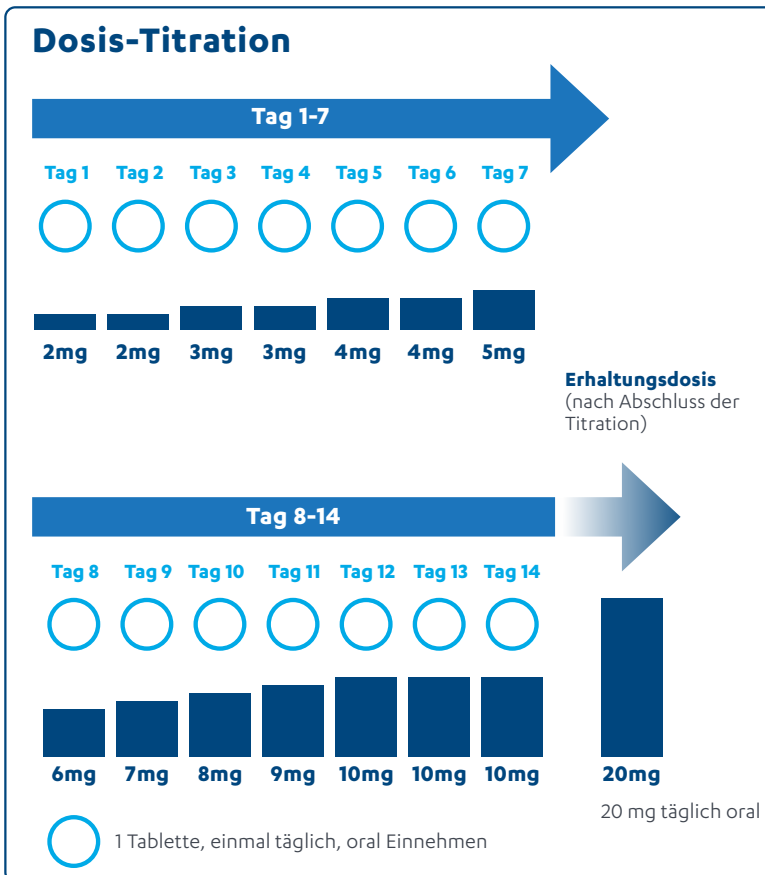 Dosis-Titration
Tag 1-7
Tag 1 Tag 2 Tag 3 Tag 4 Tag 5 Tag 6 Tag 7
2mg 2mg 3mg 3mg 4mg 4mg 5mg
Erhaltungsdosis
(nach Abschluss der
Titration)
Tag 8-14
Tag 8 Tag 9 Tag 10 Tag 11 Tag 12 Tag 13 Tag 14
6mg 7mg 8mg 9mg 10mg 10mg 10mg 20mg
20 mg täglich oral
1 Tablette, einmal täglich, oral Einnehmen